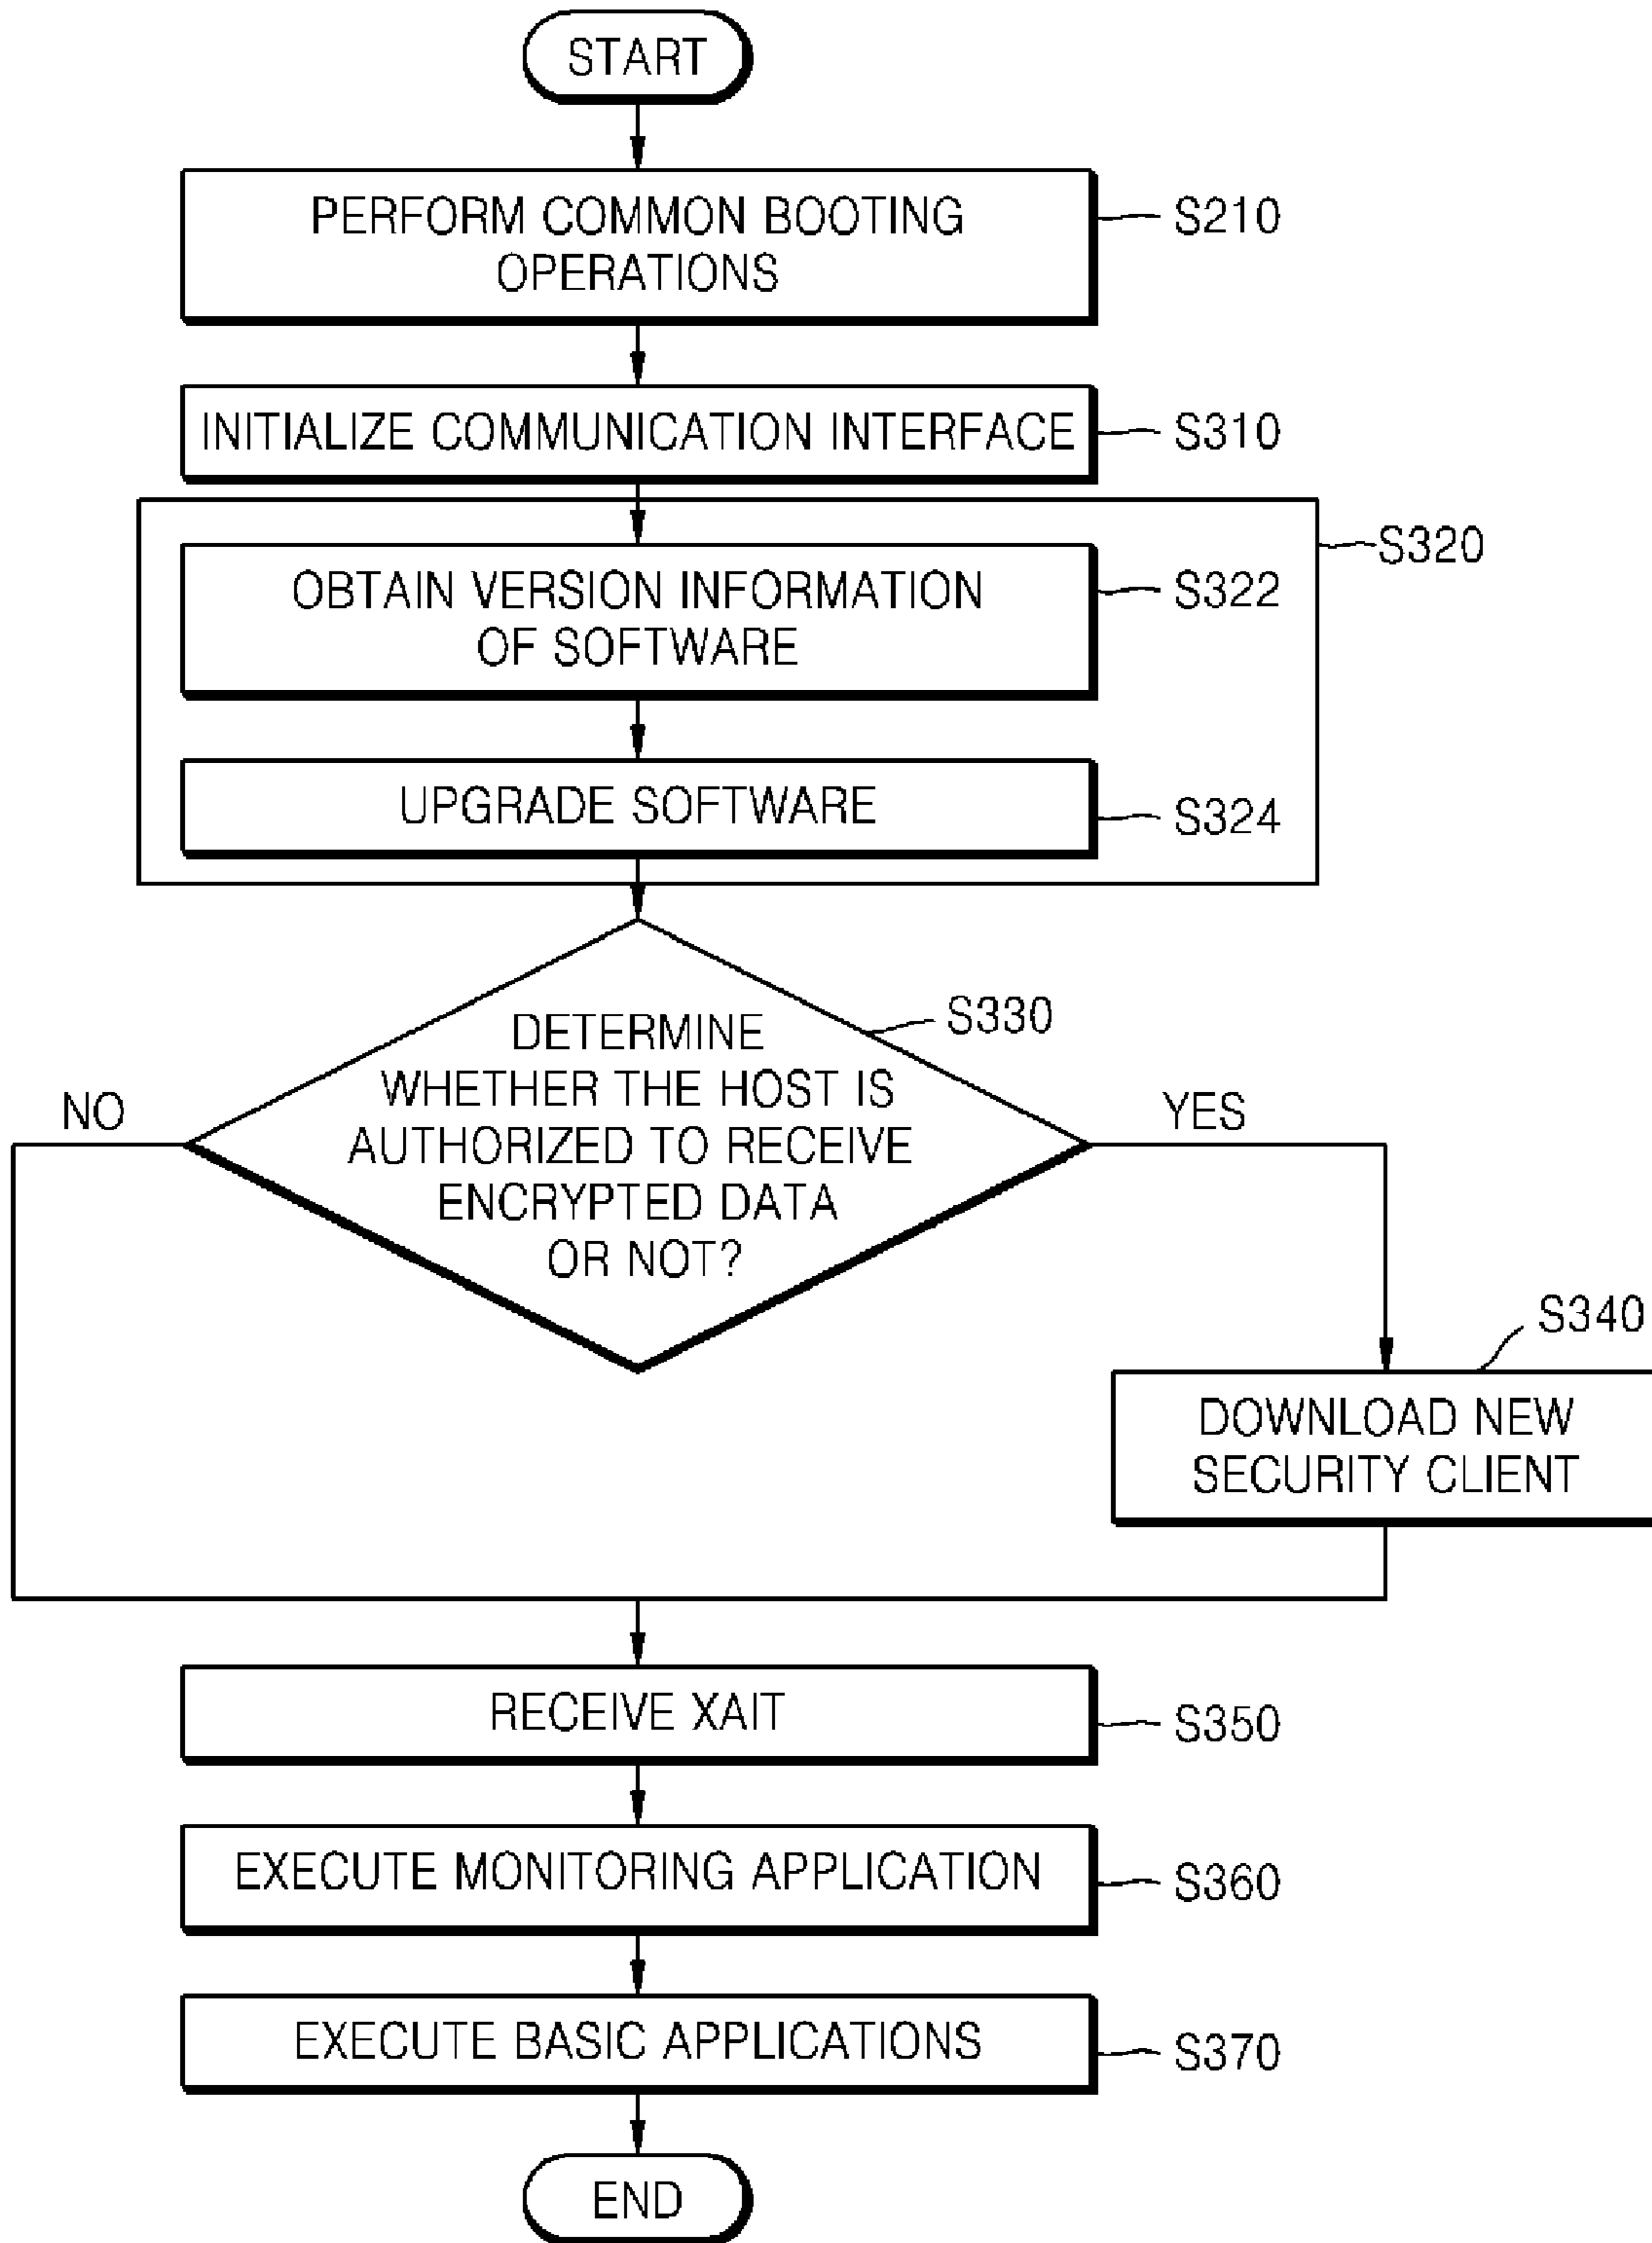 START
PERFORM COMMON BOOTING
OPERATIONS
S210
INITIALIZE COMMUNICATION INTERFACE
S310
S320
OBTAIN VERSION INFORMATION
OF SOFTWARE
S322
UPGRADE SOFTWARE
S324
DETERMINE
WHETHER THE HOST IS
AUTHORIZED TO RECEIVE
ENCRYPTED DATA
OR NOT?
S330
NO
YES
S340
DOWNLOAD NEW
SECURITY CLIENT
RECEIVE XAIT
S350
EXECUTE MONITORING APPLICATION
S360
EXECUTE BASIC APPLICATIONS
S370
END